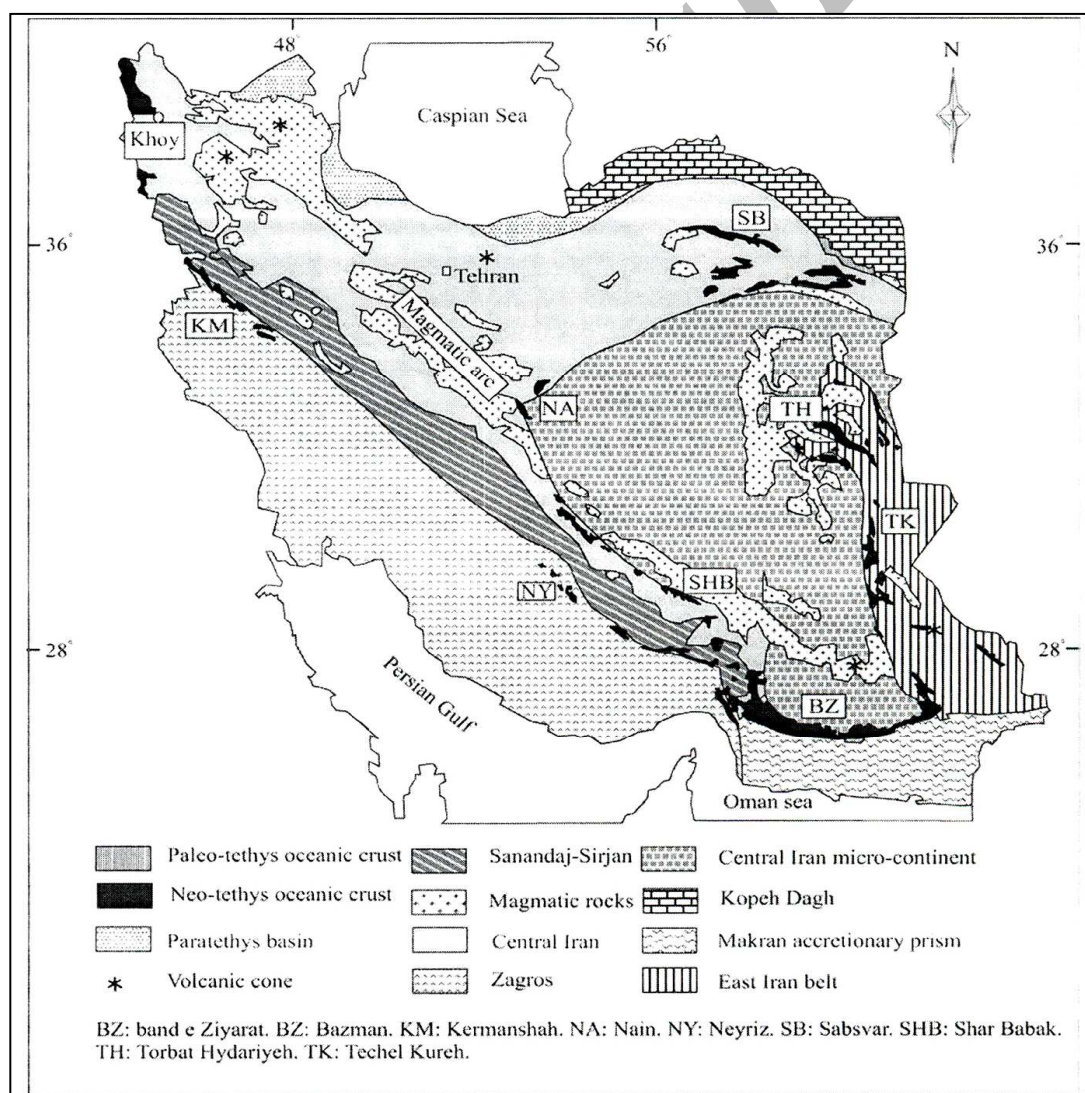 48°
56°
N
Caspian Sea
Khoy
SB
36°
36°
Tehran
KM
Magmatic arc
NA
TH
TK
SHB
NY
28°
28°
Persian Gulf
BZ
Oman sea
Paleo-tethys oceanic crust
Sanandaj-Sirjan
Central Iran micro-continent
Neo-tethys oceanic crust
Magmatic rocks
Kopeh Dagh
Paratethys basin
Central Iran
Makran accretionary prism
Volcanic cone
Zagros
East Iran belt
BZ: band e Ziyarat. BZ: Bazman. KM: Kermanshah. NA: Nain. NY: Neyriz. SB: Sabsvar. SHB: Shar Babak.
TH: Torbat Hydariyeh. TK: Techel Kureh.